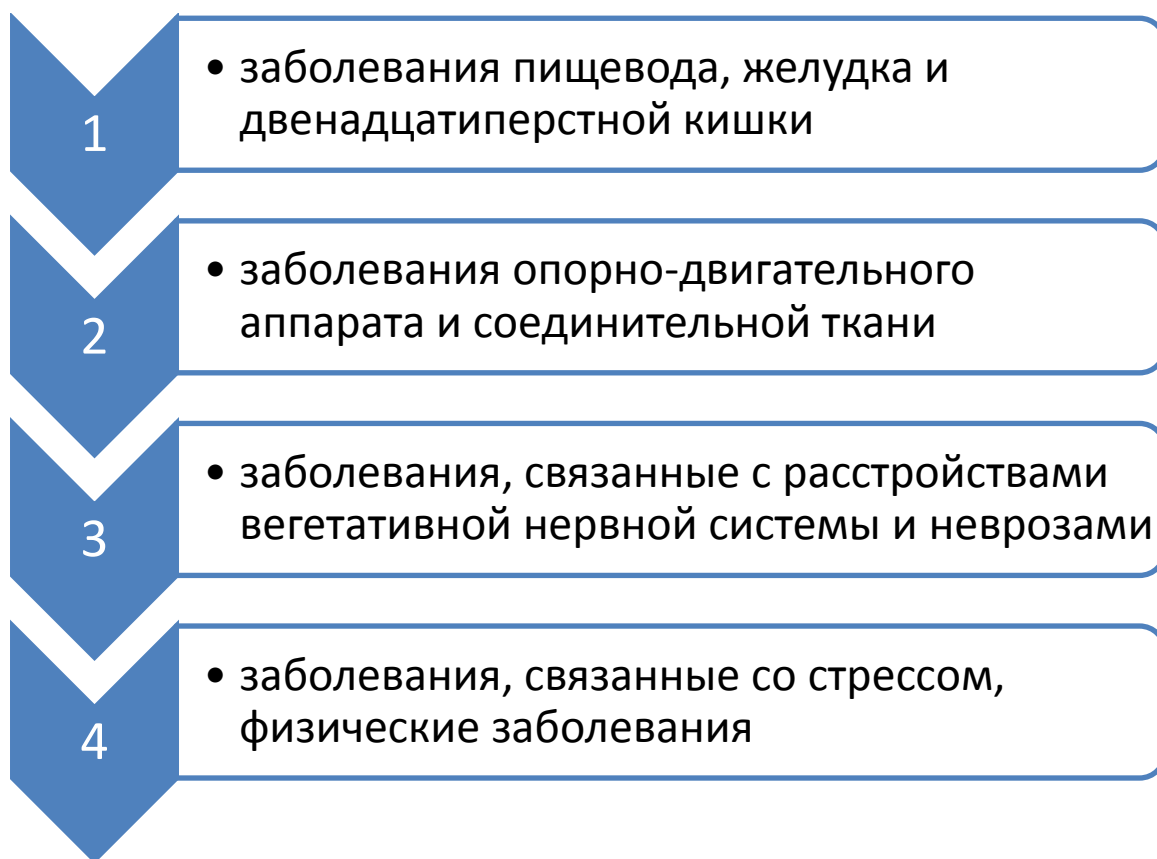 1
• заболевания пищевода, желудка и
двенадцатиперстной кишки
2
• заболевания опорно-двигательного
аппарата и соединительной ткани
3
• заболевания, связанные с расстройствами
вегетативной нервной системы и неврозами
4
• заболевания, связанные со стрессом,
физические заболевания